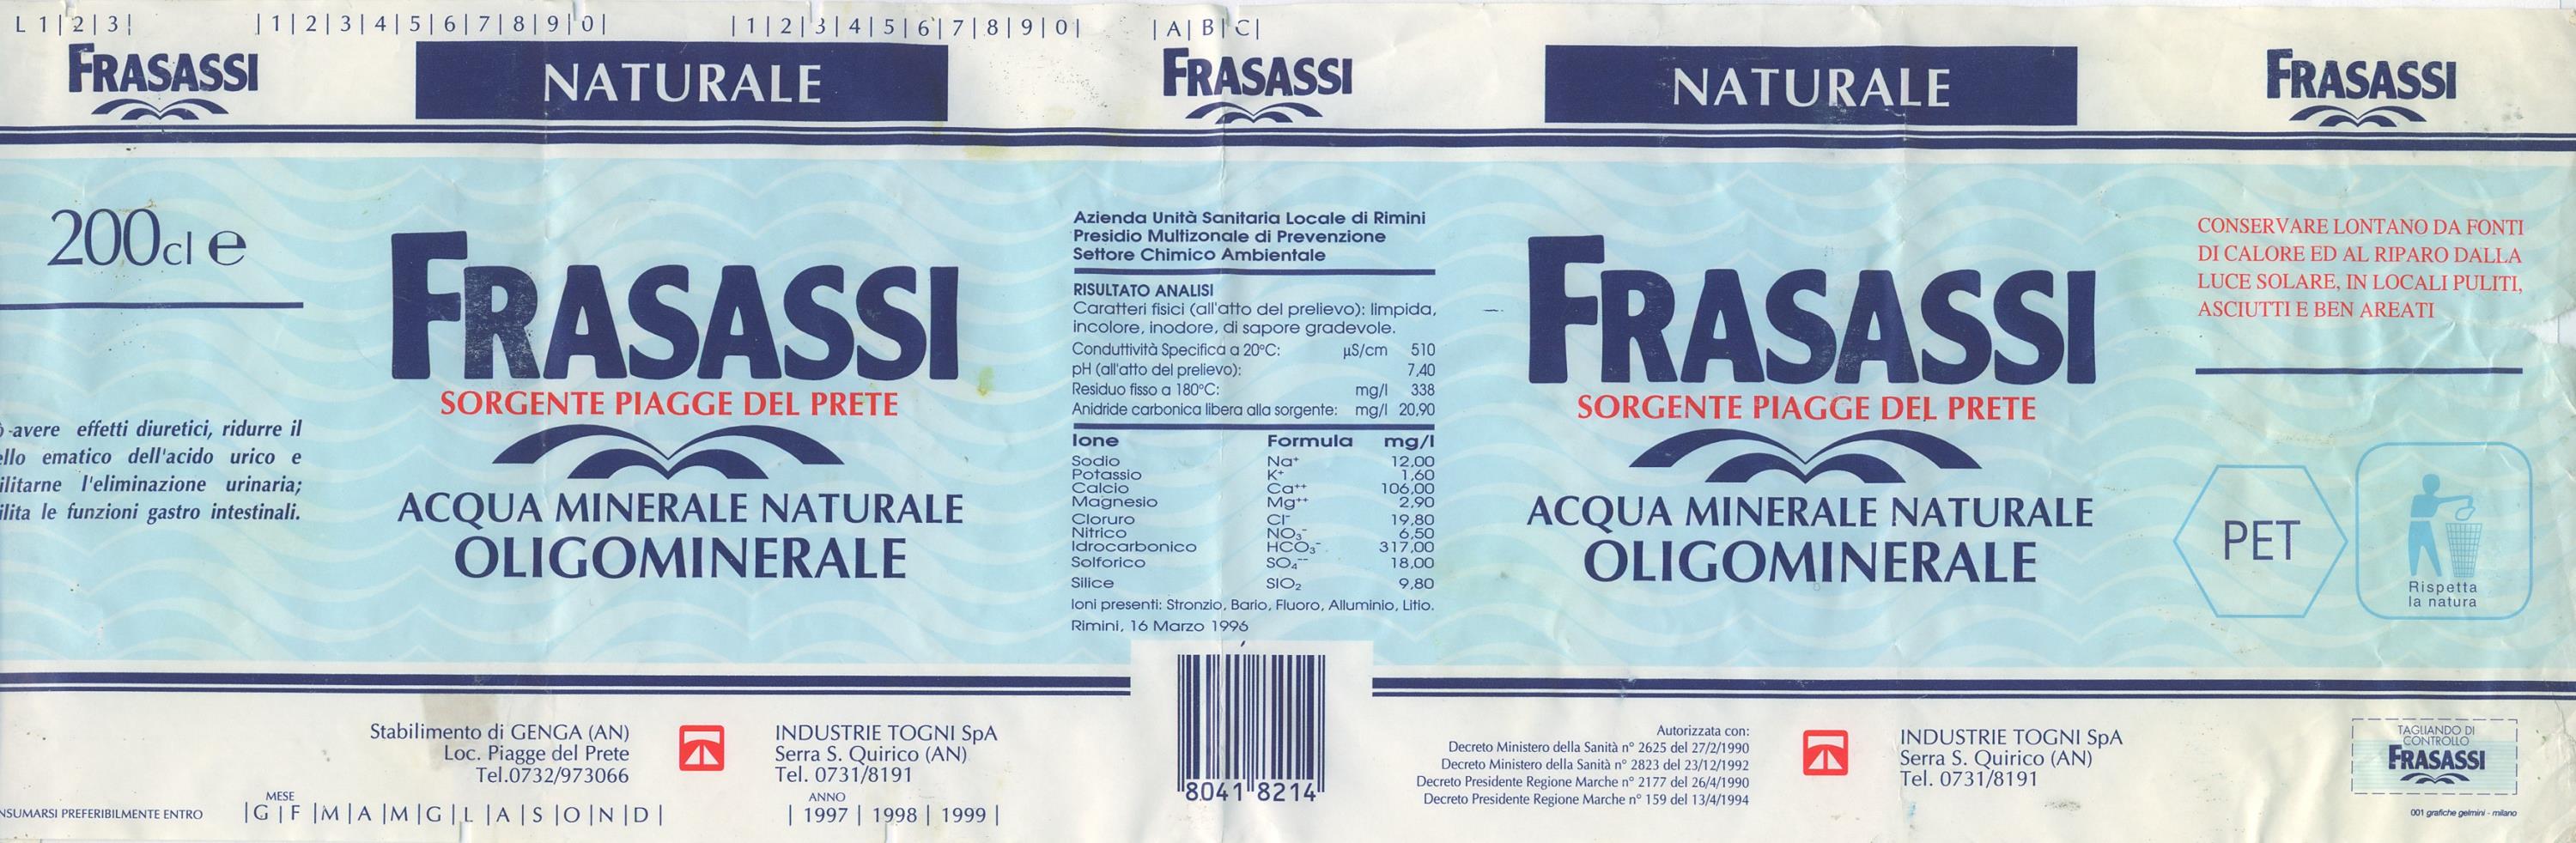 L 1|2|3|
|1|2|3|4|5|6|7|8|9|0|
|1|2|3|4|5|6|7|8|9|0|
|A|B|C|
FRASASSI
NATURALE
FRASASSI
NATURALE
FRASASSI
200cl e
avere effetti diuretici, ridurre il
ematico dell'acido urico e
l'eliminazione urinaria;
le funzioni gastro intestinali.
FRASASSI
SORGENTE PIAGGE DEL PRETE
ACQUA MINERALE NATURALE
OLIGOMINERALE
Azienda Unità Sanitaria Locale di Rimini
Presidio Multizonale di Prevenzione
Settore Chimico Ambientale
RISULTATO ANALISI
Caratteri fisici (all'atto del prelievo): limpida,
incolore, inodore, di sapore gradevole.
Conduttività Specifica a 20°C: µS/cm 510
pH (all'atto del prelievo): 7,40
Residuo fisso a 180°C: mg/l 338
Anidride carbonica libera alla sorgente: mg/l 20,90
Ione Formula mg/l
Sodio Na⁺ 12,00
Potassio K⁺ 1,60
Calcio Ca⁺⁺ 106,00
Magnesio Mg⁺⁺ 2,90
Cloruro Cl⁻ 19,80
Nitrico NO₃⁻ 6,50
Idrocarbonico HCO₃⁻ 317,00
Solforico SO₄⁻⁻ 18,00
Silice SIO₂ 9,80
Ioni presenti: Stronzio, Bario, Fluoro, Alluminio, Litio.
Rimini, 16 Marzo 1996
8041 8214
FRASASSI
SORGENTE PIAGGE DEL PRETE
ACQUA MINERALE NATURALE
OLIGOMINERALE
CONSERVARE LONTANO DA FONTI
DI CALORE ED AL RIPARO DALLA
LUCE SOLARE, IN LOCALI PULITI,
ASCIUTTI E BEN AREATI
PET
Rispetta
la natura
Stabilimento di GENGA (AN)
Loc. Piagge del Prete
Tel.0732/973066
INDUSTRIE TOGNI SpA
Serra S. Quirico (AN)
Tel. 0731/8191
NSUMARSI PREFERIBILMENTE ENTRO
MESE
|G|F|M|A|M|G|L|A|S|O|N|D|
ANNO
|1997|1998|1999|
Autorizzata con:
Decreto Ministero della Sanità n° 2625 del 27/2/1990
Decreto Ministero della Sanità n° 2823 del 23/12/1992
Decreto Presidente Regione Marche n° 2177 del 26/4/1990
Decreto Presidente Regione Marche n° 159 del 13/4/1994
INDUSTRIE TOGNI SpA
Serra S. Quirico (AN)
Tel. 0731/8191
TAGLIANDO DI
CONTROLLO
FRASASSI
001 grafiche gelmini - milano